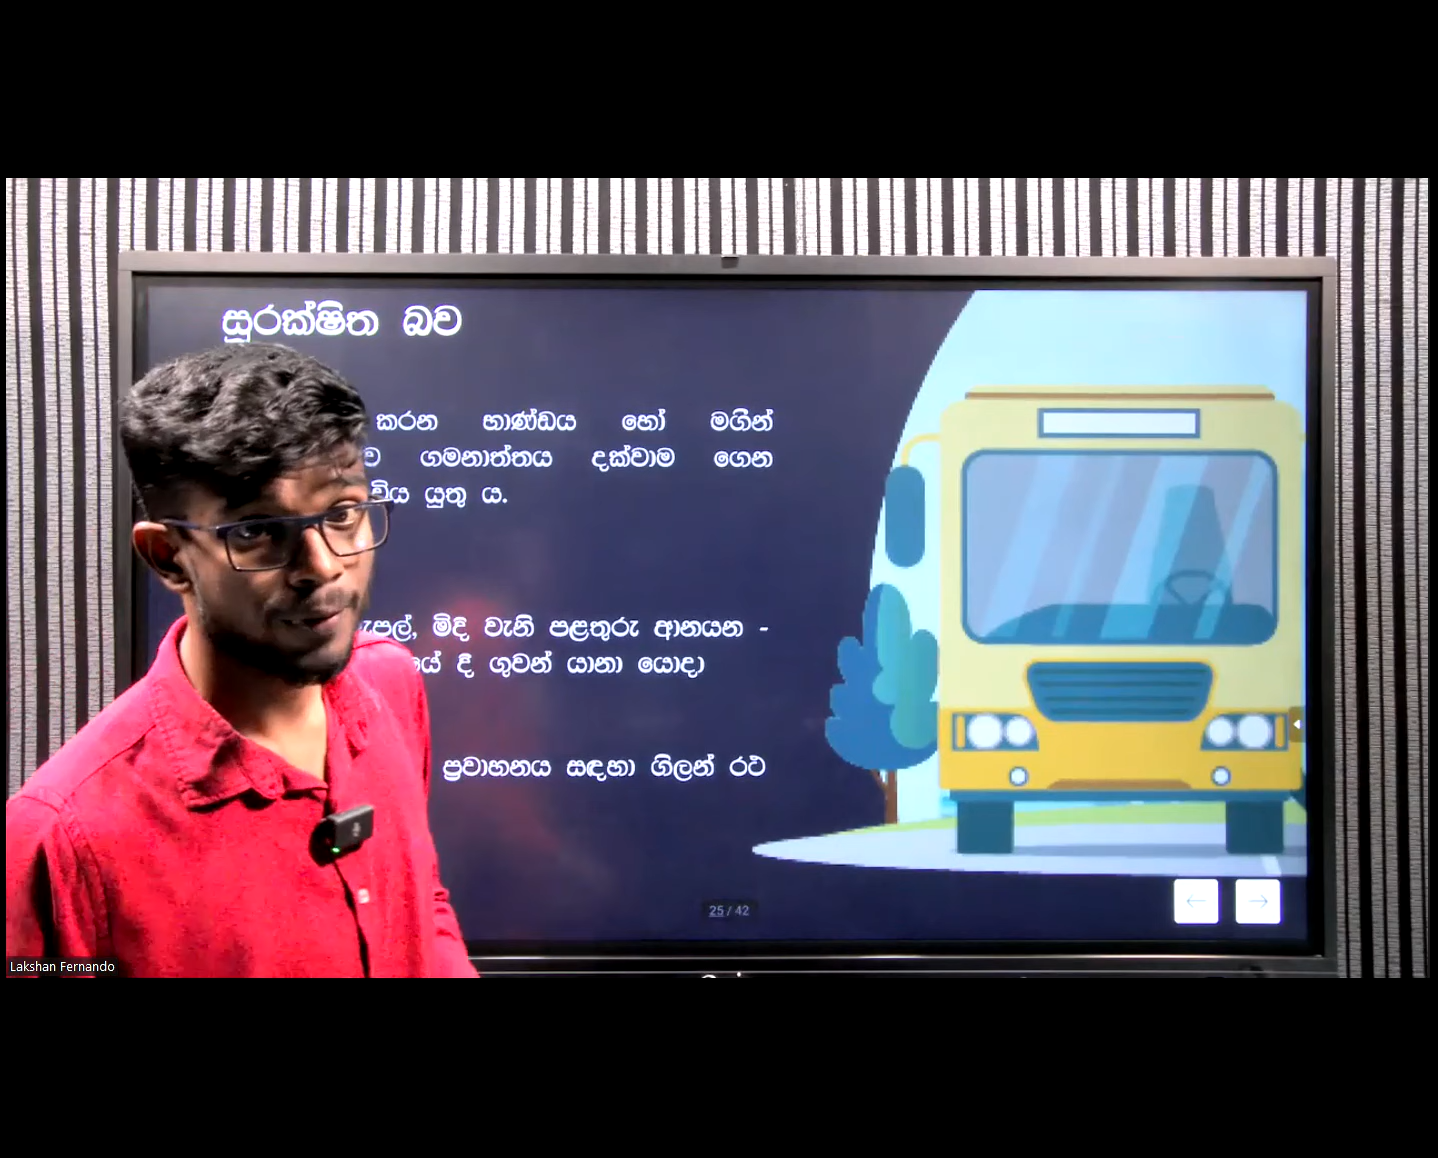 සුරක්ෂිත බව
කරන භාණ්ඩය හෝ මගීන්
ගමනාන්තය දක්වාම ගෙන
යුතු ය.
මිදි වැනි පළතුරු ආනයන -
දී ගුවන් යානා යොදා
ප්‍රවාහනය සඳහා ගිලන් රථ
25 / 42
Lakshan Fernando